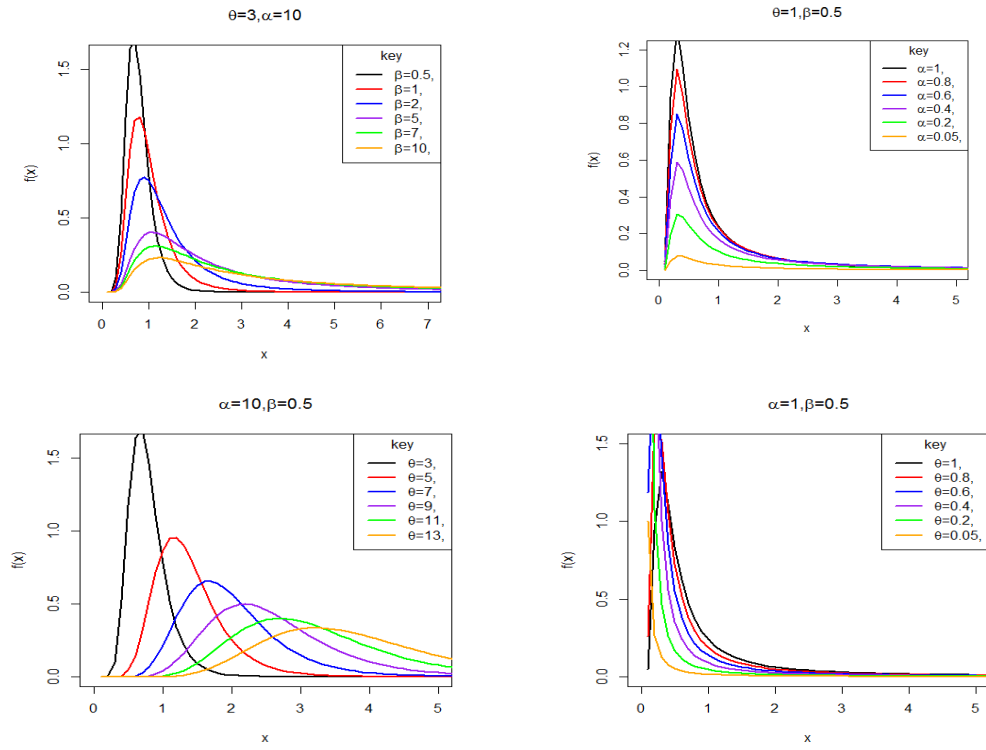 θ=3,α=10
key
β=0.5,
β=1,
β=2,
β=5,
β=7,
β=10,
f(x)
0.0 0.5 1.0 1.5
0 1 2 3 4 5 6 7
x
θ=1,β=0.5
key
α=1,
α=0.8,
α=0.6,
α=0.4,
α=0.2,
α=0.05,
f(x)
0.0 0.2 0.4 0.6 0.8 1.0 1.2
0 1 2 3 4 5
x
α=10,β=0.5
key
θ=3,
θ=5,
θ=7,
θ=9,
θ=11,
θ=13,
f(x)
0.0 0.5 1.0 1.5
0 1 2 3 4 5
x
α=1,β=0.5
key
θ=1,
θ=0.8,
θ=0.6,
θ=0.4,
θ=0.2,
θ=0.05,
f(x)
0.0 0.5 1.0 1.5
0 1 2 3 4 5
x